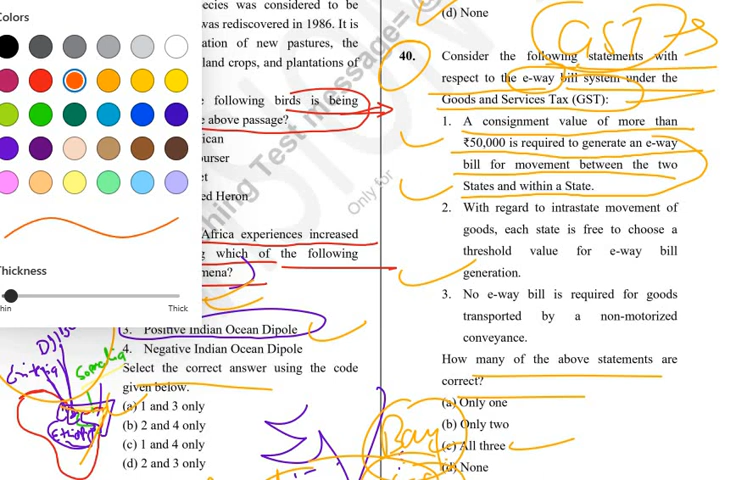 Colors
Thickness
Thick
ecies was considered to be
was rediscovered in 1986. It is
ation of new pastures, the
land crops, and plantations of
following birds is being
above passage?
ican
ourser
et
ed Heron
Africa experiences increased
which of the following
mena?
3. Positive Indian Ocean Dipole
4. Negative Indian Ocean Dipole
Select the correct answer using the code
given below.
(a) 1 and 3 only
(b) 2 and 4 only
(c) 1 and 4 only
(d) 2 and 3 only
Somalia
(d) None
GST
40. Consider the following statements with
respect to the e-way bill system under the
Goods and Services Tax (GST):
1. A consignment value of more than
₹50,000 is required to generate an e-way
bill for movement between the two
States and within a State.
2. With regard to intrastate movement of
goods, each state is free to choose a
threshold value for e-way bill
generation.
3. No e-way bill is required for goods
transported by a non-motorized
conveyance.
How many of the above statements are
correct?
(a) Only one
(b) Only two
(c) All three
(d) None
Only for